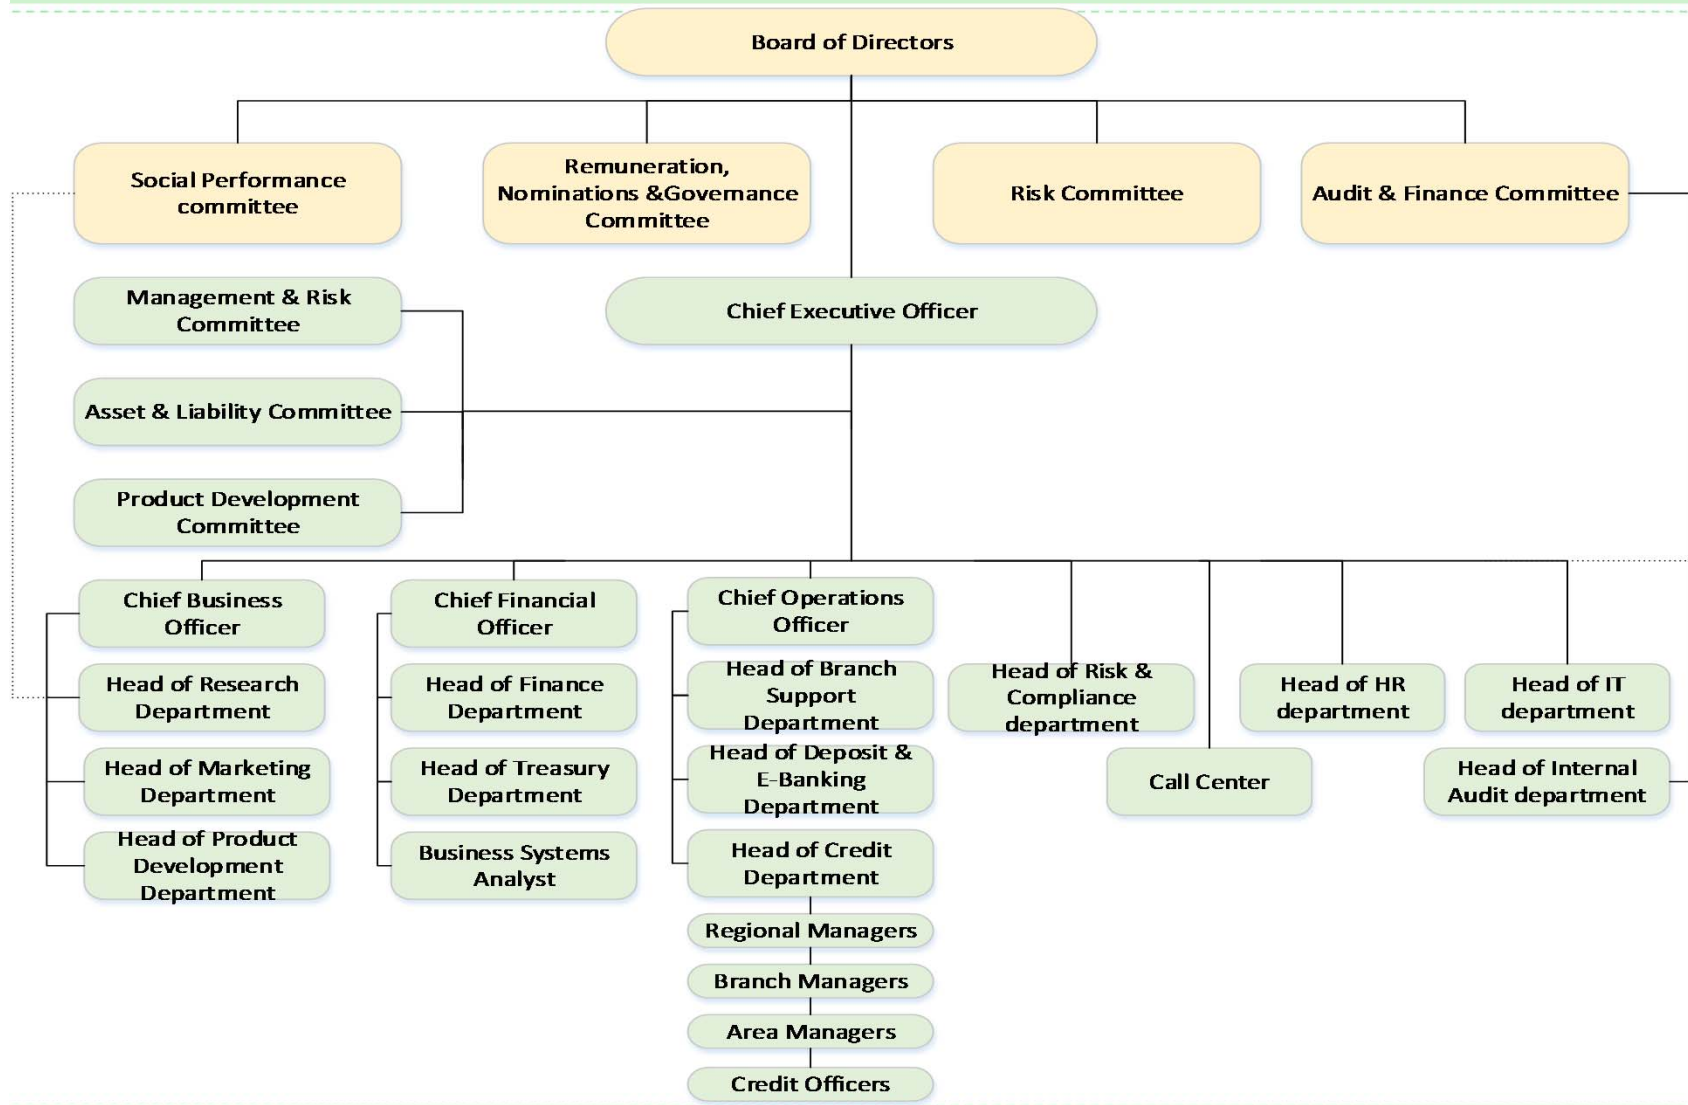 Board of Directors
Social Performance
committee
Remuneration,
Nominations &Governance
Committee
Risk Committee
Audit & Finance Committee
Management & Risk
Committee
Chief Executive Officer
Asset & Liability Committee
Product Development
Committee
Chief Business
Officer
Chief Financial
Officer
Chief Operations
Officer
Head of Research
Department
Head of Finance
Department
Head of Branch
Support
Department
Head of Risk &
Compliance
department
Head of HR
department
Head of IT
department
Head of Marketing
Department
Head of Treasury
Department
Head of Deposit &
E-Banking
Department
Call Center
Head of Internal
Audit department
Head of Product
Development
Department
Business Systems
Analyst
Head of Credit
Department
Regional Managers
Branch Managers
Area Managers
Credit Officers